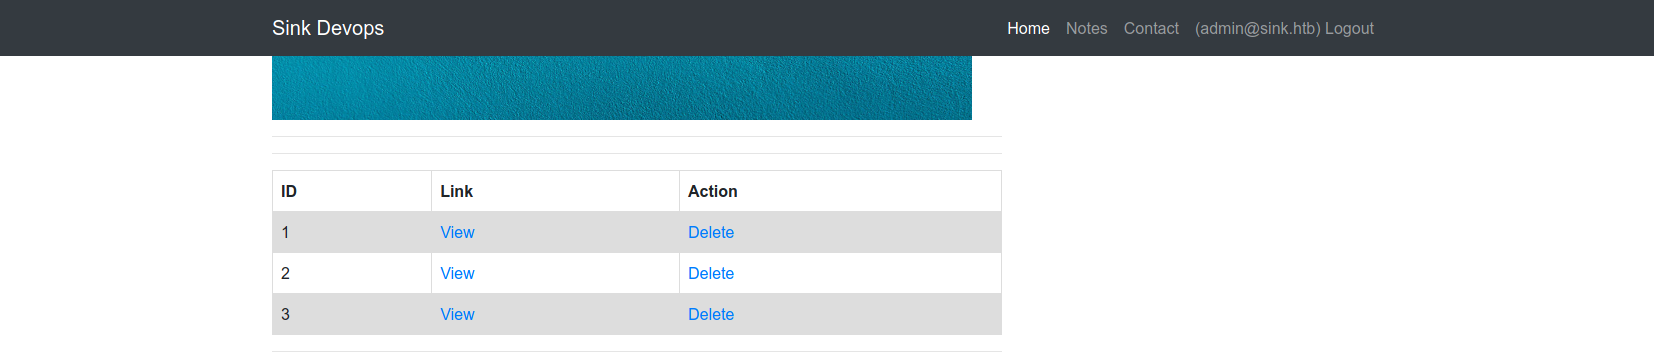 Sink Devops Home Notes Contact (admin@sink.htb) Logout
ID Link Action
1 View Delete
2 View Delete
3 View Delete